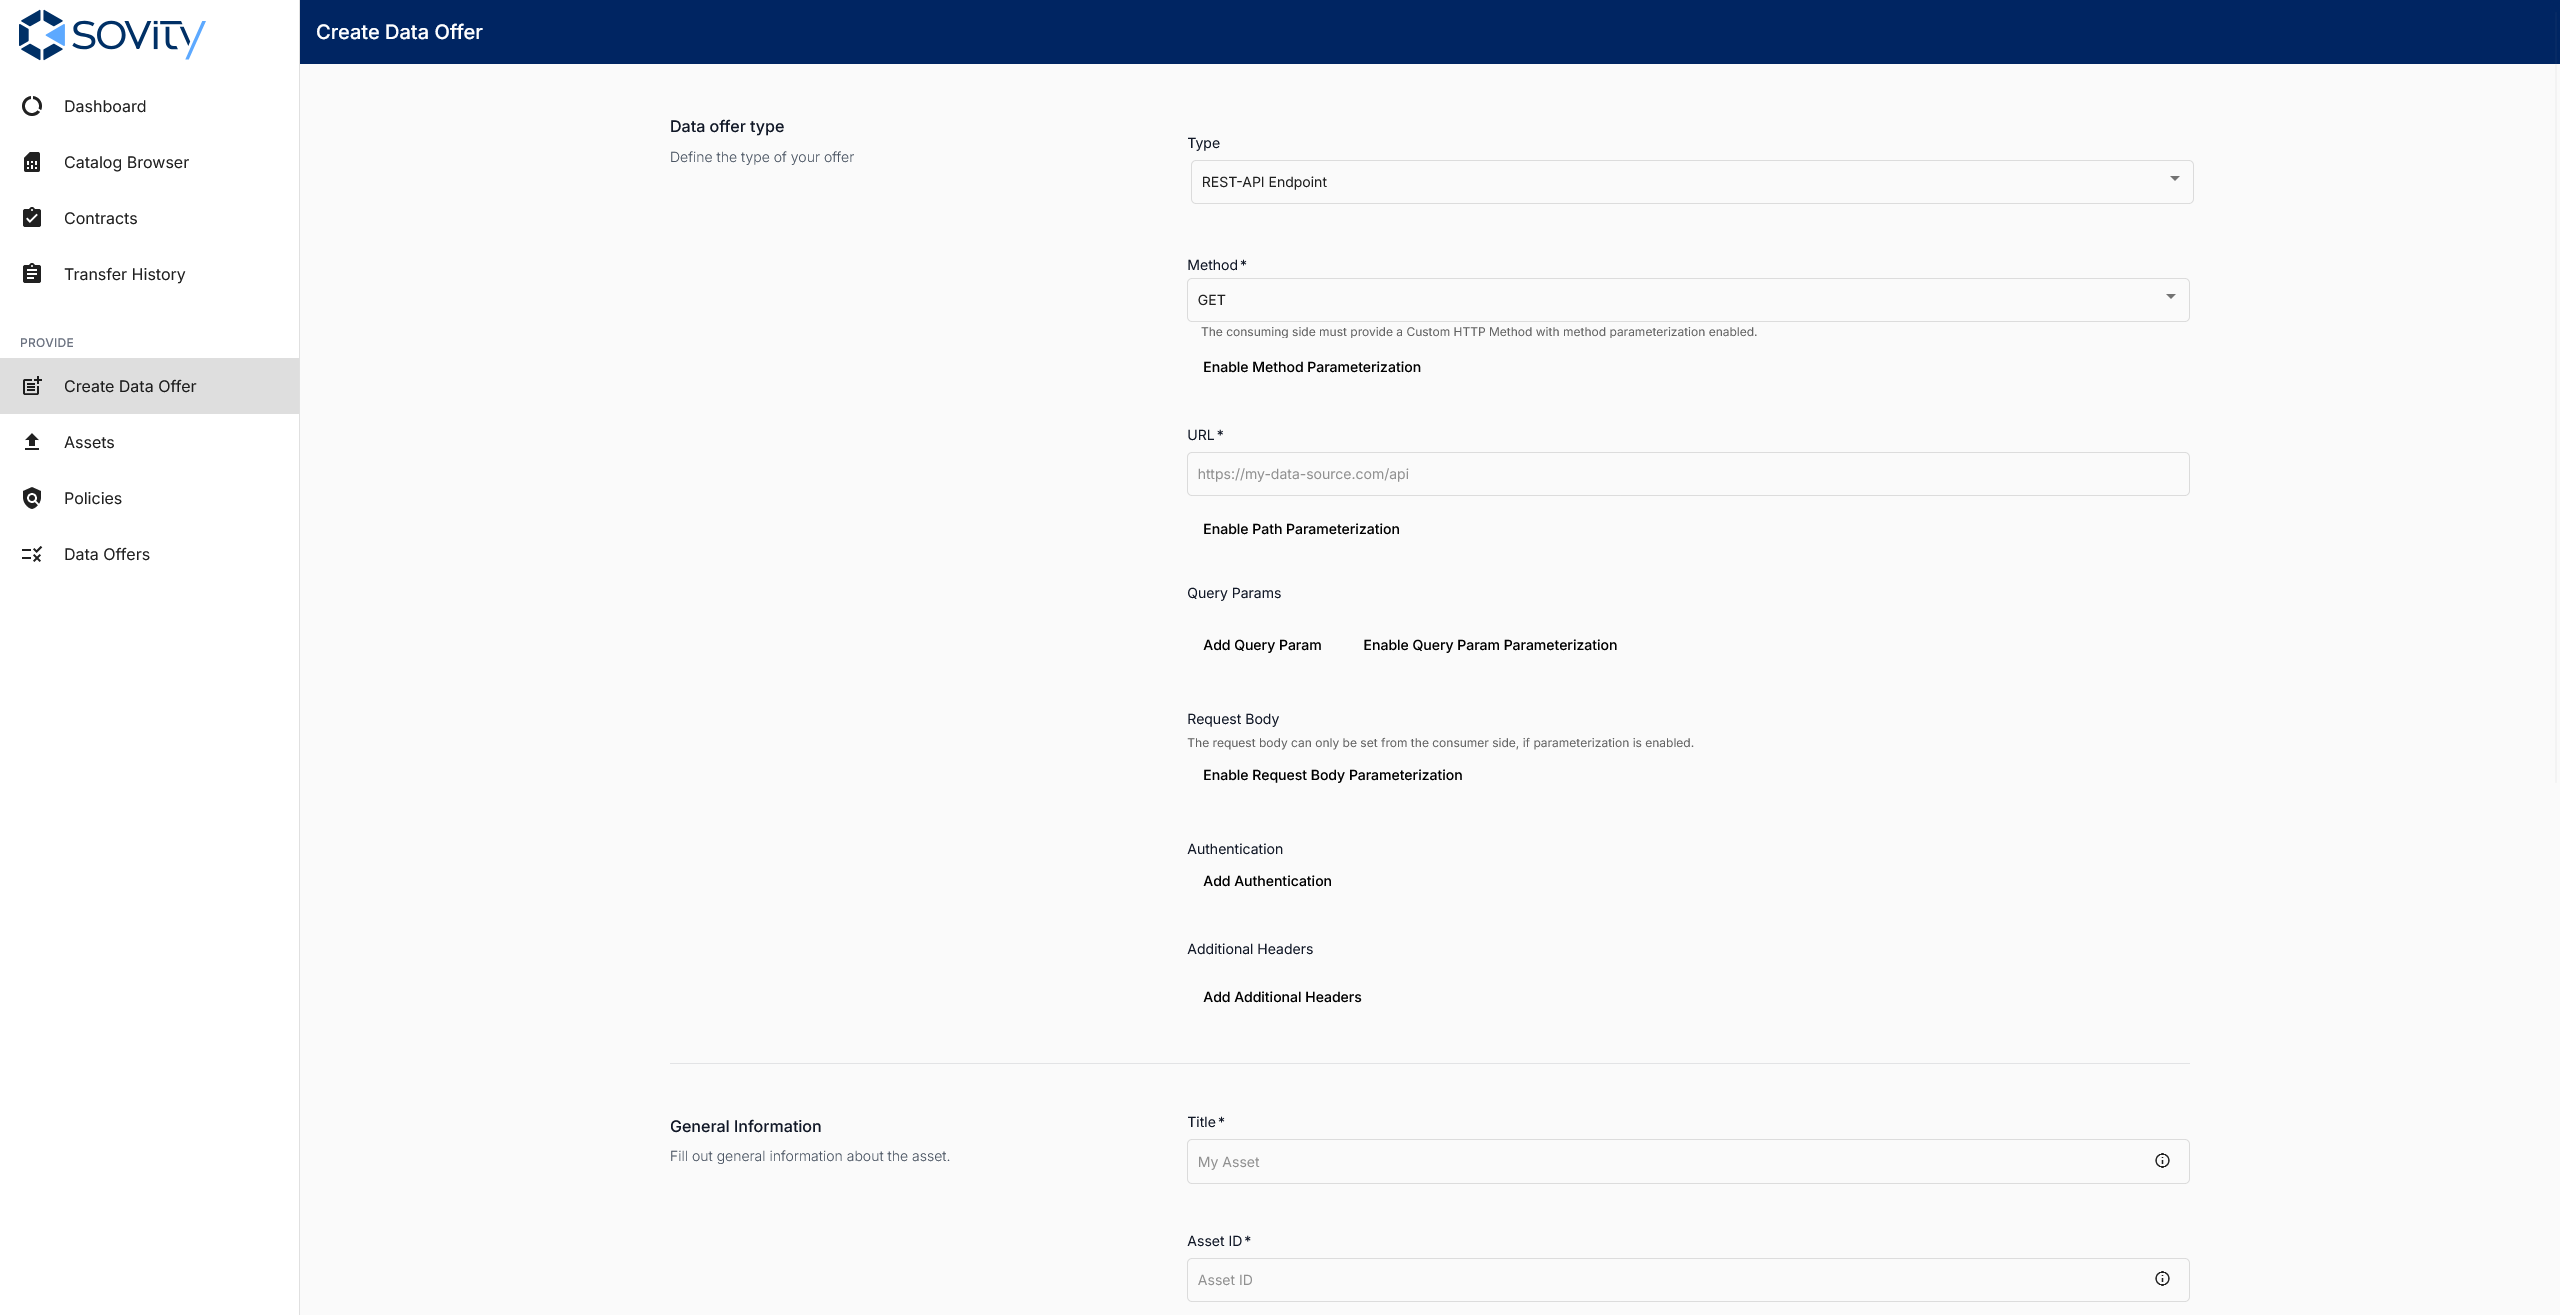 sovity
Create Data Offer
Dashboard
Catalog Browser
Contracts
Transfer History
PROVIDE
Create Data Offer
Assets
Policies
Data Offers
Data offer type
Define the type of your offer
Type
REST-API Endpoint
Method*
GET
The consuming side must provide a Custom HTTP Method with method parameterization enabled.
Enable Method Parameterization
URL*
https://my-data-source.com/api
Enable Path Parameterization
Query Params
Add Query Param Enable Query Param Parameterization
Request Body
The request body can only be set from the consumer side, if parameterization is enabled.
Enable Request Body Parameterization
Authentication
Add Authentication
Additional Headers
Add Additional Headers
General Information
Fill out general information about the asset.
Title*
My Asset
Asset ID*
Asset ID